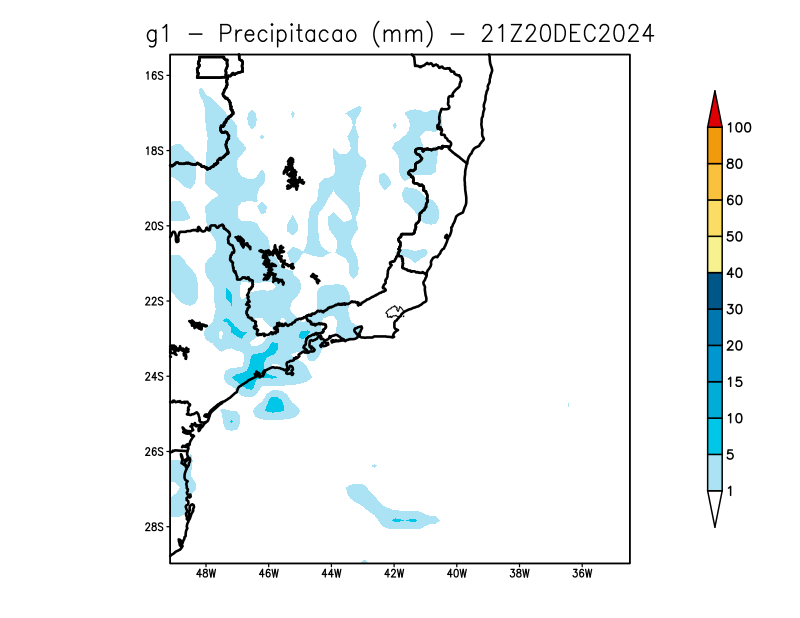 g1 – Precipitacao (mm) – 21Z20DEC2024
16S
18S
20S
22S
24S
26S
28S
48W 46W 44W 42W 40W 38W 36W
100
80
60
50
40
30
20
15
10
5
1